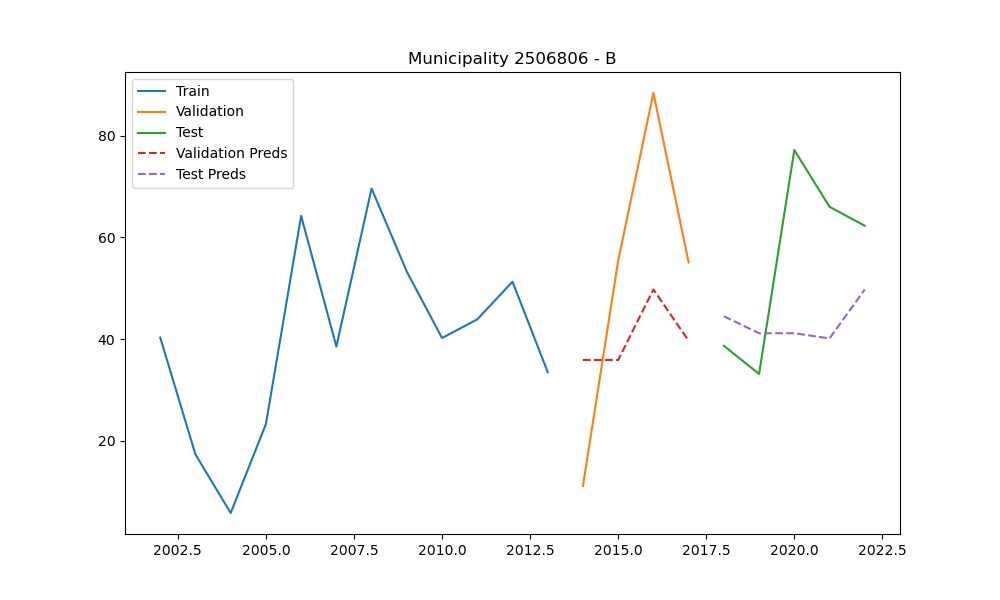 Municipality 2506806 - B
Train
Validation
Test
Validation Preds
Test Preds
80
60
40
20
2002.5 2005.0 2007.5 2010.0 2012.5 2015.0 2017.5 2020.0 2022.5